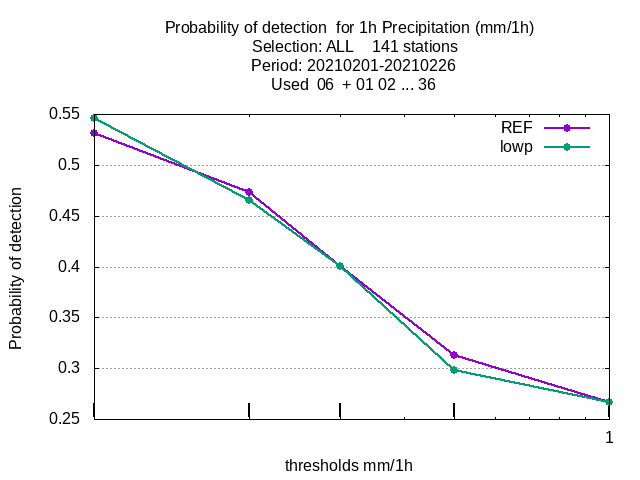 Probability of detection  for 1h Precipitation (mm/1h)
Selection: ALL    141 stations
Period: 20210201-20210226
Used  06  + 01 02 ... 36
0.55
0.5
0.45
0.4
0.35
0.3
0.25
Probability of detection
REF
lowp
1
thresholds mm/1h